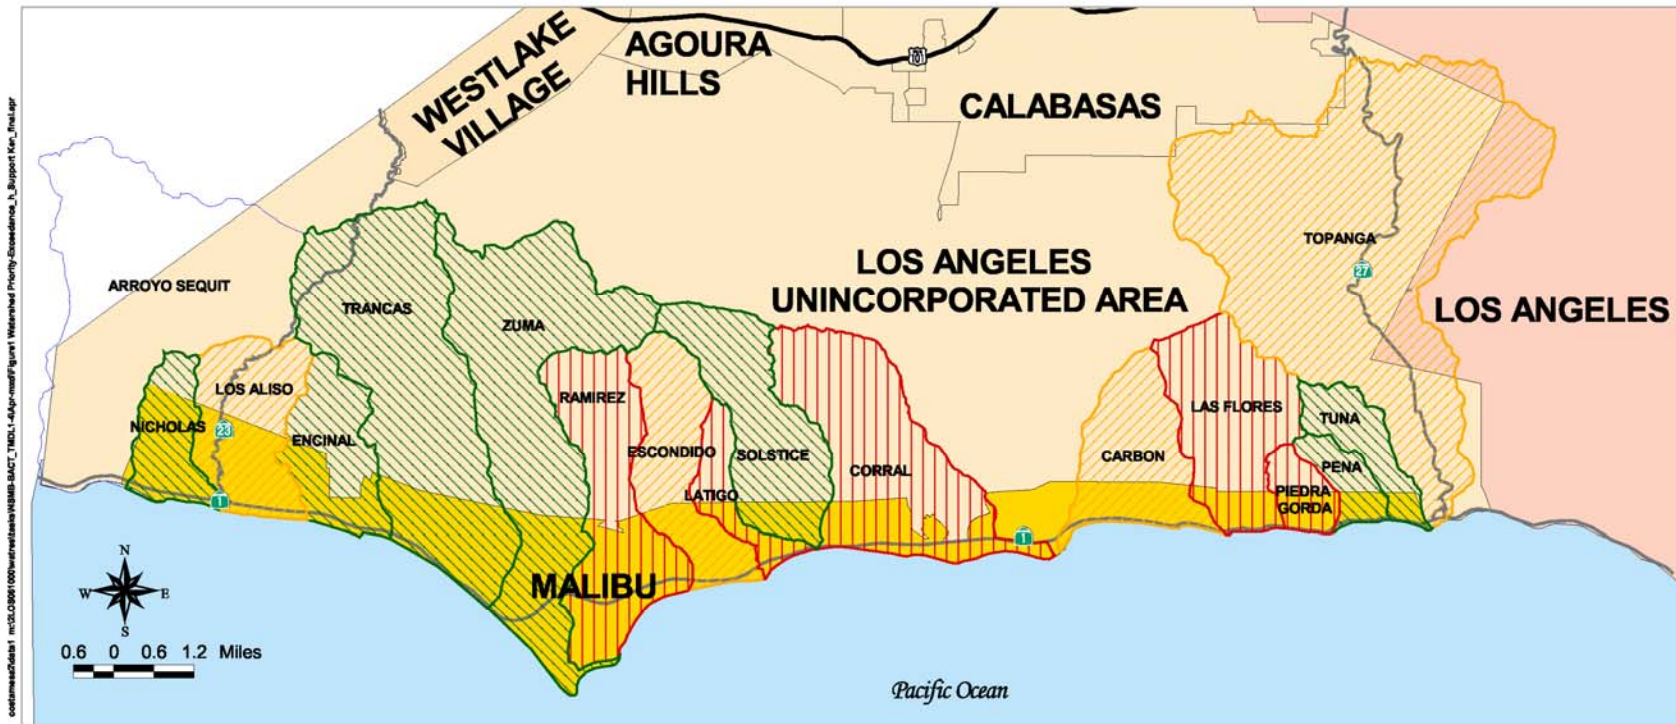 WESTLAKE
VILLAGE
AGOURA
HILLS
101
CALABASAS
TOPANGA
27
LOS ANGELES
UNINCORPORATED AREA
LOS ANGELES
ARROYO SEQUIT
TRANCAS
ZUMA
LOS ALISO
RAMIREZ
NICHOLAS
23
ENCINAL
ESCONDIDO
LATIGO
SOLSTICE
CORRAL
CARBON
LAS FLORES
TUNA
PENA
PIEDRA
GORDA
1
1
MALIBU
N
W
E
S
0.6 0 0.6 1.2 Miles
Pacific Ocean